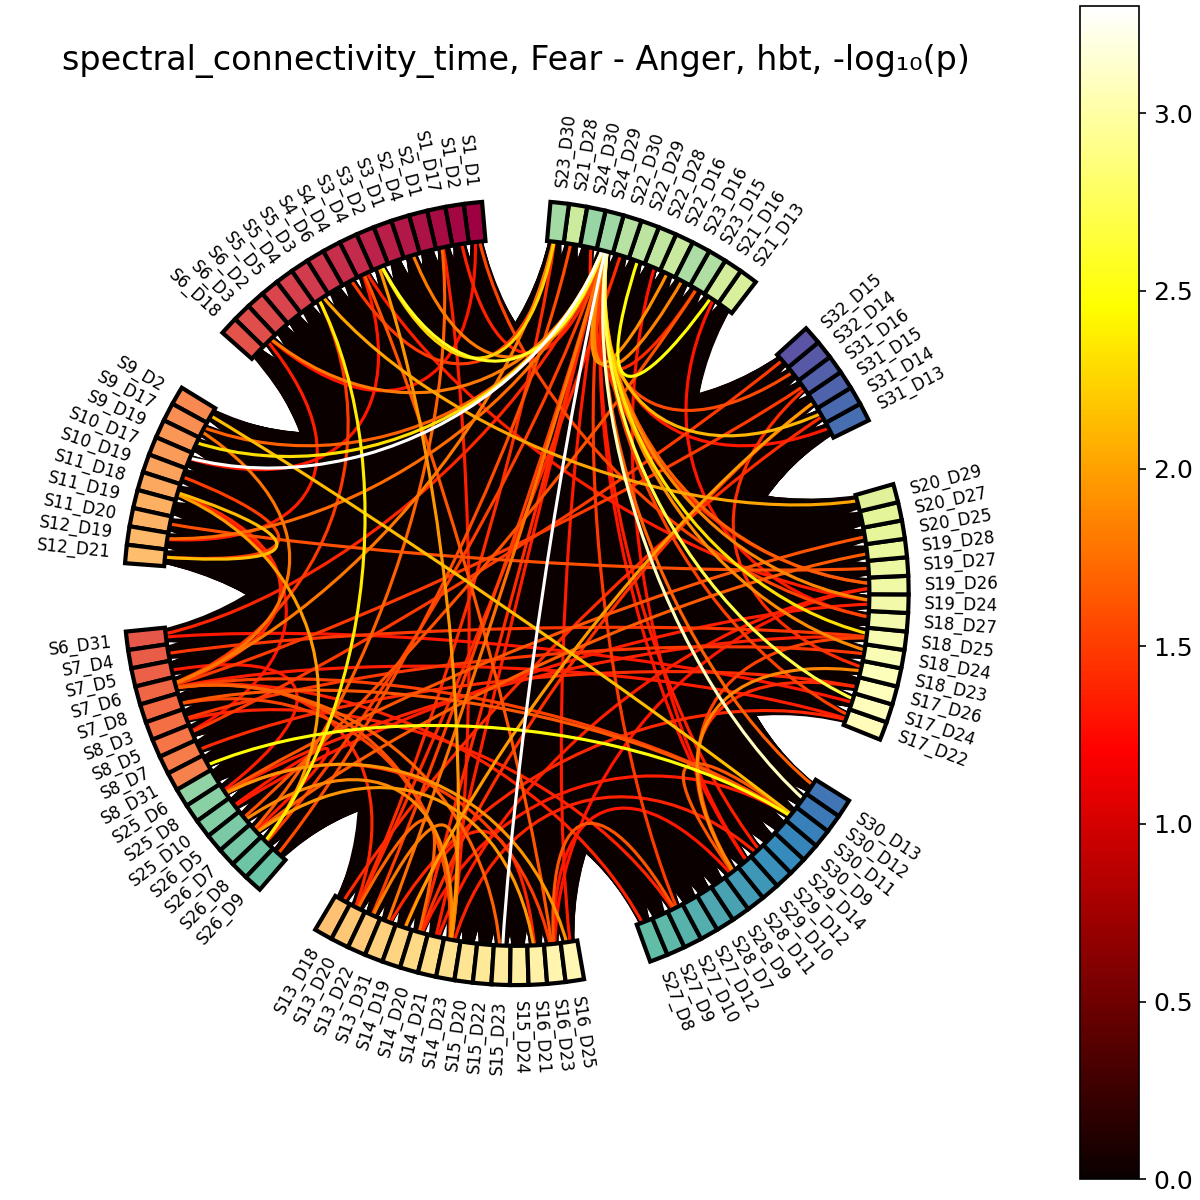 spectral_connectivity_time, Fear - Anger, hbt, -log₁₀(p)
S1_D1
S1_D2
S1_D17
S2_D1
S2_D4
S3_D1
S3_D2
S3_D4
S4_D4
S4_D6
S5_D3
S5_D4
S5_D5
S6_D2
S6_D3
S6_D18
S9_D2
S9_D17
S9_D19
S10_D17
S10_D19
S11_D18
S11_D19
S11_D20
S12_D19
S12_D21
S6_D31
S7_D4
S7_D5
S7_D6
S7_D8
S8_D3
S8_D5
S8_D7
S8_D31
S25_D6
S25_D8
S25_D10
S26_D5
S26_D7
S26_D8
S26_D9
S13_D18
S13_D20
S13_D22
S13_D31
S14_D19
S14_D20
S14_D21
S14_D23
S15_D20
S15_D22
S15_D23
S15_D24
S16_D21
S16_D23
S16_D25
S27_D8
S27_D9
S27_D10
S27_D12
S28_D7
S28_D9
S28_D11
S29_D10
S29_D12
S29_D14
S30_D9
S30_D11
S30_D12
S30_D13
S17_D22
S17_D24
S17_D26
S18_D23
S18_D24
S18_D25
S18_D27
S19_D24
S19_D26
S19_D27
S19_D28
S20_D25
S20_D27
S20_D29
S31_D13
S31_D14
S31_D15
S31_D16
S32_D14
S32_D15
S21_D13
S21_D16
S23_D15
S23_D16
S22_D16
S22_D28
S22_D29
S22_D30
S24_D29
S24_D30
S21_D28
S23_D30
3.0
2.5
2.0
1.5
1.0
0.5
0.0